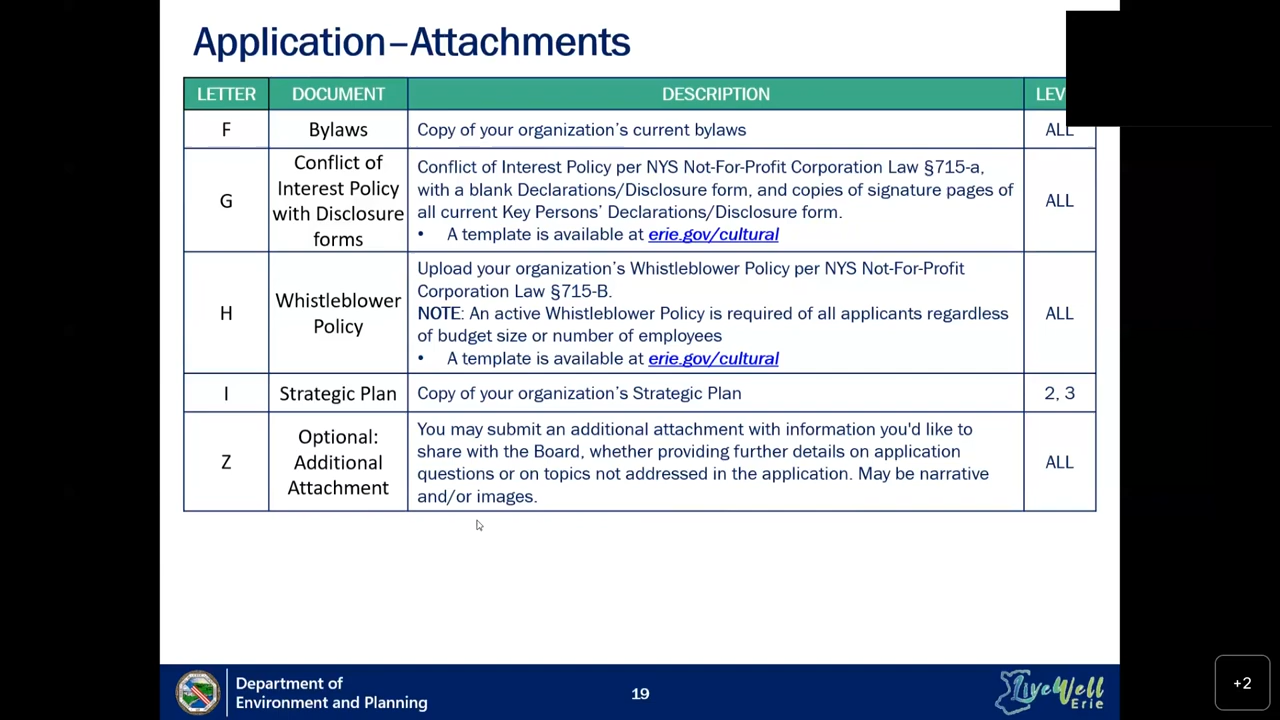 Application–Attachments
LETTER DOCUMENT DESCRIPTION LEV
F Bylaws Copy of your organization's current bylaws ALL
G
Conflict of
Interest Policy
with Disclosure
forms
Conflict of Interest Policy per NYS Not-For-Profit Corporation Law §715-a,
with a blank Declarations/Disclosure form, and copies of signature pages of
all current Key Persons' Declarations/Disclosure form.
• A template is available at erie.gov/cultural
ALL
H
Whistleblower
Policy
Upload your organization's Whistleblower Policy per NYS Not-For-Profit
Corporation Law §715-B.
NOTE: An active Whistleblower Policy is required of all applicants regardless
of budget size or number of employees
• A template is available at erie.gov/cultural
ALL
I Strategic Plan Copy of your organization's Strategic Plan 2, 3
Z
Optional:
Additional
Attachment
You may submit an additional attachment with information you'd like to
share with the Board, whether providing further details on application
questions or on topics not addressed in the application. May be narrative
and/or images.
ALL
Department of
Environment and Planning
19
LiveWell
Erie
+2